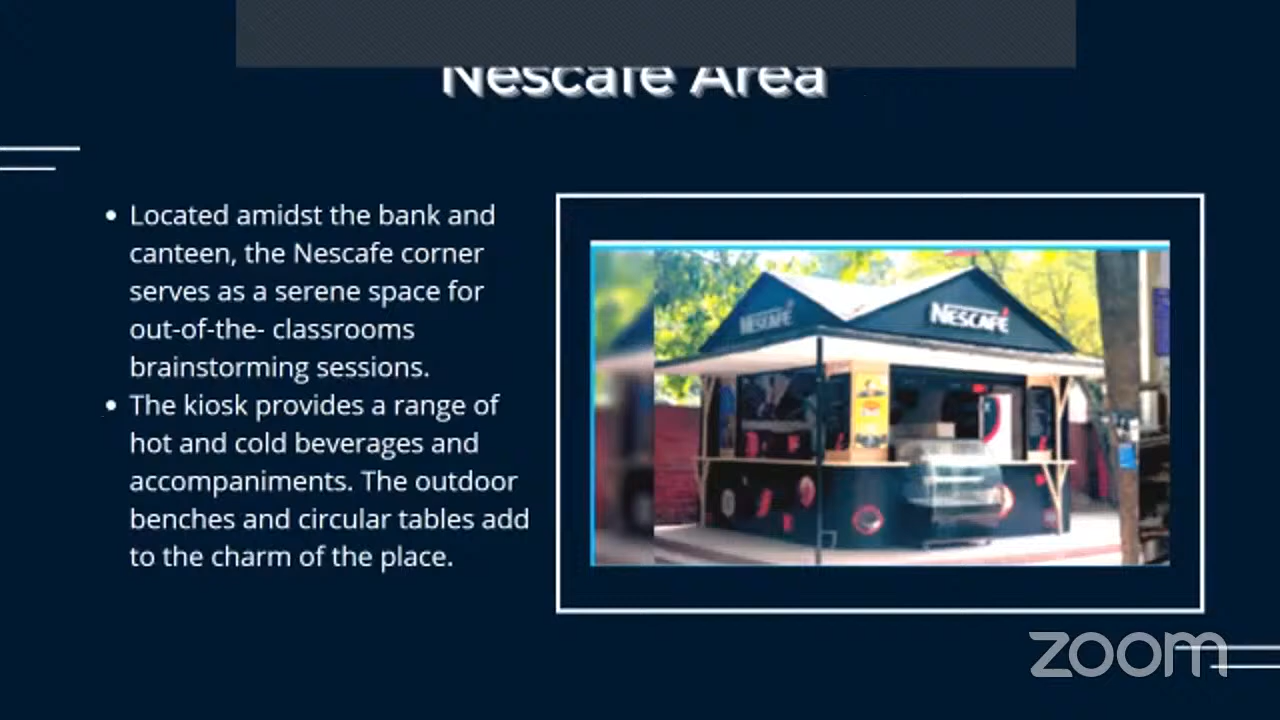 Nescafe Area
• Located amidst the bank and
canteen, the Nescafe corner
serves as a serene space for
out-of-the- classrooms
brainstorming sessions.
• The kiosk provides a range of
hot and cold beverages and
accompaniments. The outdoor
benches and circular tables add
to the charm of the place.
NESCAFÉ
NESCAFÉ
zoom